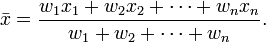 x̄ = (w₁x₁ + w₂x₂ + ··· + wₙxₙ) / (w₁ + w₂ + ··· + wₙ).